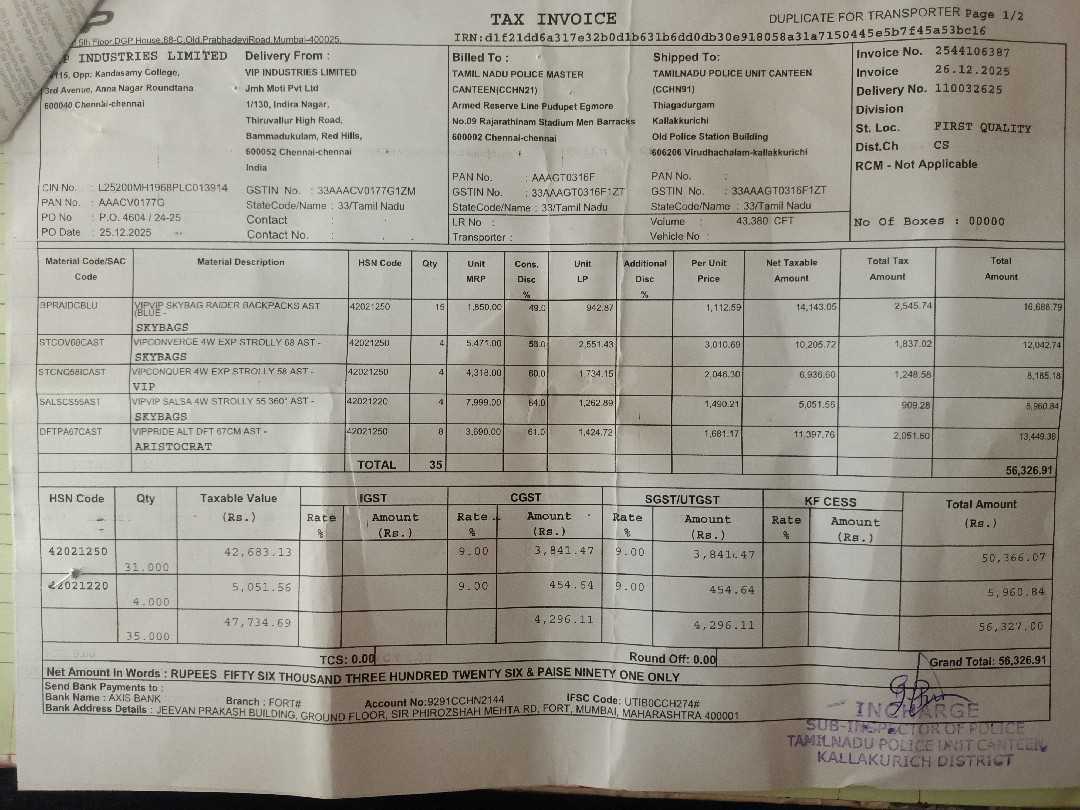 TAX INVOICE
DUPLICATE FOR TRANSPORTER Page 1/2
5th Floor DGP House, 88-C, Old PrabhadeviRoad, Mumbai-400025.
IRN:d1f21dd6a317e32b0d1b631b6dd0db30e918058a31a7150445e5b7f45a53bc16
P INDUSTRIES LIMITED
115, Opp: Kandasamy College,
3rd Avenue, Anna Nagar Roundtana
600040 Chennai-chennai
CIN No. : L25200MH1968PLC013914
PAN No. : AAACV0177G
PO No : P.O. 4604 / 24-25
PO Date : 25.12.2025
Delivery From :
VIP INDUSTRIES LIMITED
Jmh Moti Pvt Ltd
1/130, Indira Nagar,
Thiruvallur High Road,
Bammadukulam, Red Hills,
600052 Chennai-chennai
India
GSTIN No. : 33AAACV0177G1ZM
StateCode/Name : 33/Tamil Nadu
Contact :
Contact No. :
Billed To :
TAMIL NADU POLICE MASTER
CANTEEN(CCHN21)
Armed Reserve Line Pudupet Egmore
No.09 Rajarathinam Stadium Men Barracks
600002 Chennai-chennai
PAN No. : AAAGT0316F
GSTIN No. : 33AAAGT0316F1ZT
StateCode/Name : 33/Tamil Nadu
LR No :
Transporter :
Shipped To:
TAMILNADU POLICE UNIT CANTEEN
(CCHN91)
Thiagadurgam
Kallakkurichi
Old Police Station Building
606206 Virudhachalam-kallakkurichi
PAN No. :
GSTIN No. : 33AAAGT0316F1ZT
StateCode/Name : 33/Tamil Nadu
Volume : 43.380 CFT
Vehicle No :
Invoice No. 2544106387
Invoice 26.12.2025
Delivery No. 110032625
Division
St. Loc. FIRST QUALITY
Dist.Ch CS
RCM - Not Applicable
No Of Boxes : 00000
Material Code/SAC Code Material Description HSN Code Qty Unit MRP Cons. Disc % Unit LP Additional Disc % Per Unit Price Net Taxable Amount Total Tax Amount Total Amount
BPRAIDCBLU VIPVIP SKYBAG RAIDER BACKPACKS AST 42021250 15 1,850.00 49.0 942.87 1,112.59 14,143.05 2,545.74 16,688.79
(BLUE -
SKYBAGS
STCOV68CAST VIPCONVERGE 4W EXP STROLLY 68 AST - 42021250 4 5,471.00 53.0 2,551.43 3,010.69 10,205.72 1,837.02 12,042.74
SKYBAGS
STCNQ58ICAST VIPCONQUER 4W EXP STROLLY 58 AST - 42021250 4 4,318.00 60.0 1,734.15 2,046.30 6,936.60 1,248.58 8,185.18
VIP
SALSCS55AST VIPVIP SALSA 4W STROLLY 55 360° AST - 42021220 4 7,999.00 84.0 1,262.89 1,490.21 5,051.56 909.28 5,960.84
SKYBAGS
DFTPA67CAST VIPPRIDE ALT DFT 67CM AST - 42021250 8 3,690.00 61.0 1,424.72 1,681.17 11,397.76 2,051.60 13,449.36
ARISTOCRAT
TOTAL 35 56,326.91
HSN Code Qty Taxable Value (Rs.) IGST CGST SGST/UTGST KF CESS Total Amount (Rs.)
Rate % Amount (Rs.) Rate % Amount (Rs.) Rate % Amount (Rs.) Rate % Amount (Rs.)
42021250 31.000 42,683.13 9.00 3,841.47 9.00 3,841.47 50,366.07
42021220 4.000 5,051.56 9.00 454.64 9.00 454.64 5,960.84
35.000 47,734.69 4,296.11 4,296.11 56,327.00
TCS: 0.00 Round Off: 0.00 Grand Total: 56,326.91
Net Amount in Words : RUPEES FIFTY SIX THOUSAND THREE HUNDRED TWENTY SIX & PAISE NINETY ONE ONLY
Send Bank Payments to :
Bank Name : AXIS BANK Branch : FORT# Account No:9291CCHN2144 IFSC Code: UTIB0CCH274#
Bank Address Details : JEEVAN PRAKASH BUILDING, GROUND FLOOR, SIR PHIROZSHAH MEHTA RD, FORT, MUMBAI, MAHARASHTRA 400001
INCHARGE
SUB-INSPECTOR OF POLICE
TAMILNADU POLICE UNIT CANTEEN
KALLAKURICH DISTRICT